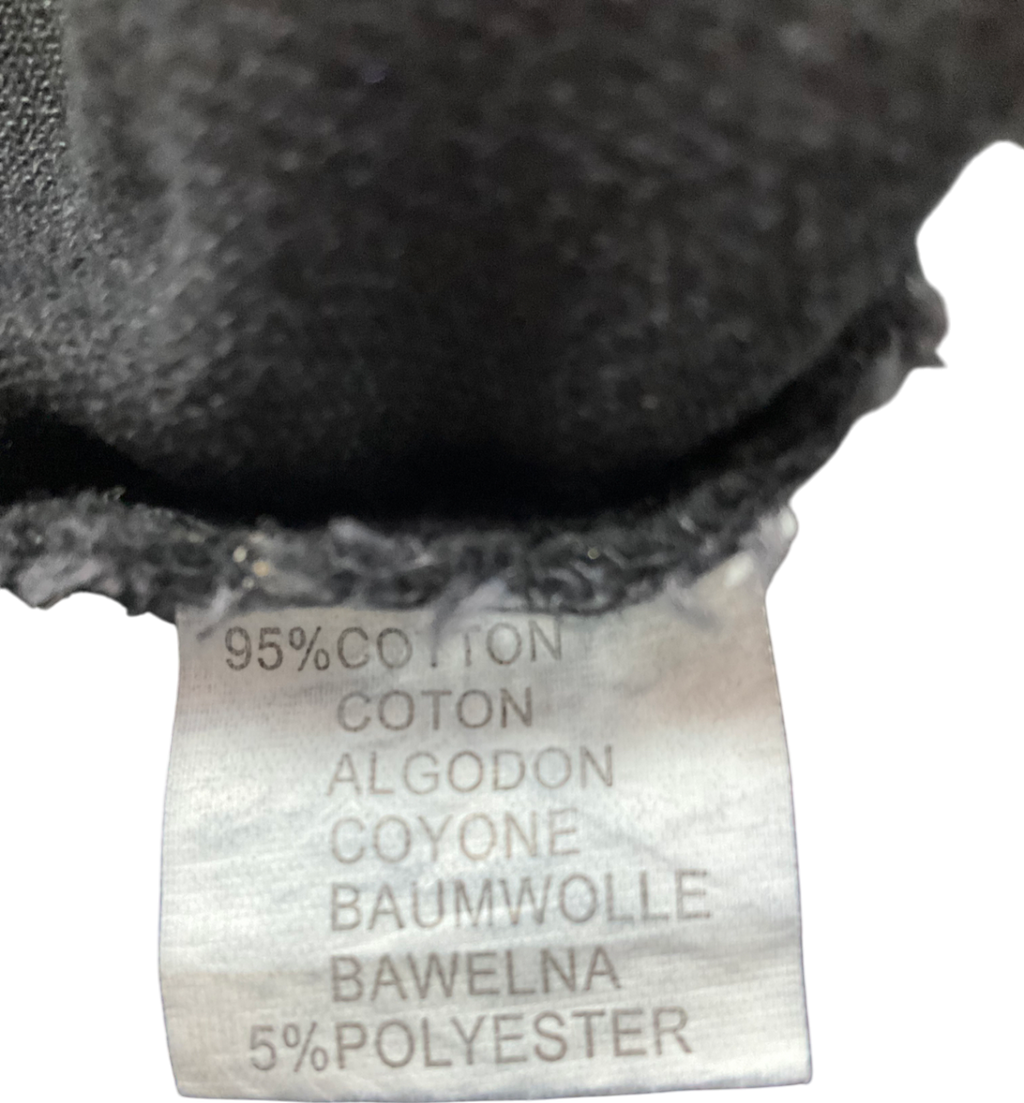 95%COTTON
COTON
ALGODON
COYONE
BAUMWOLLE
BAWELNA
5%POLYESTER